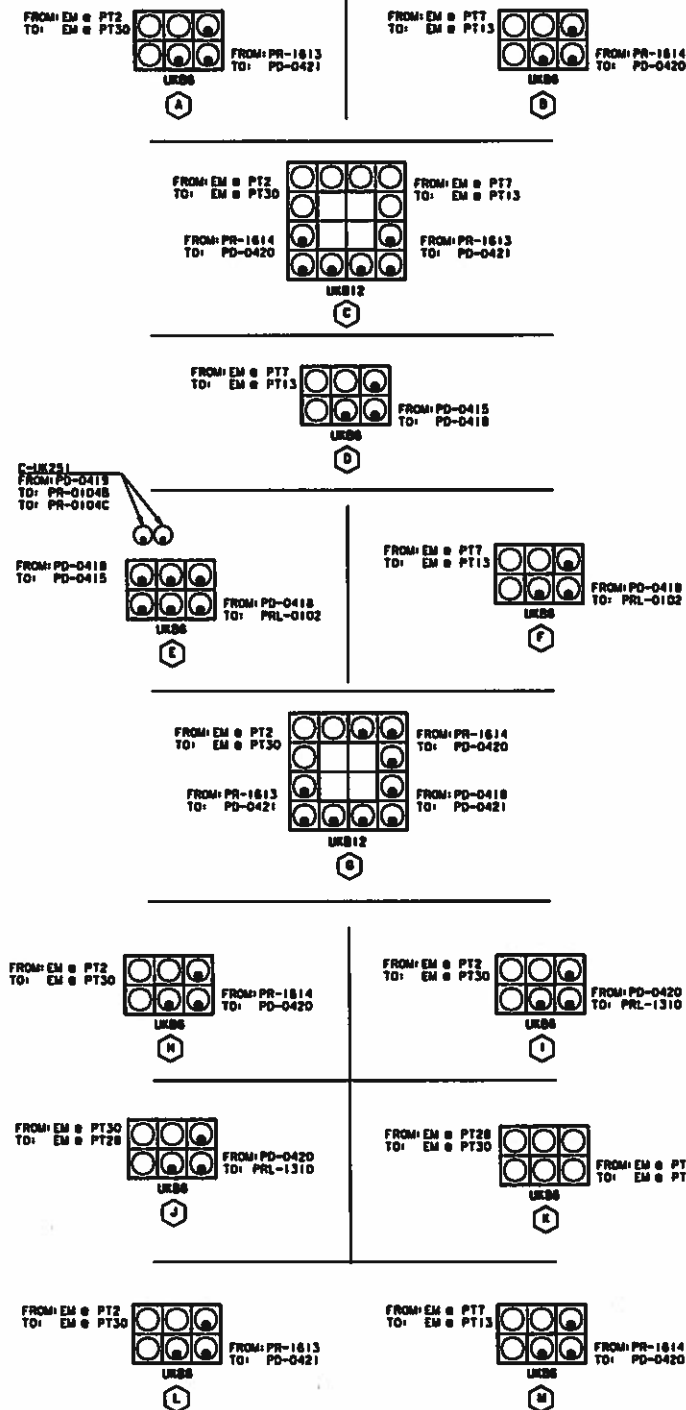 FROM: EM @ PT2
TO: EM @ PT30
FROM: PR-1613
TO: PD-0421
UKB6
A
FROM: EM @ PT7
TO: EM @ PT13
FROM: PR-1614
TO: PD-0420
UKB6
B
FROM: EM @ PT2
TO: EM @ PT30
FROM: EM @ PT7
TO: EM @ PT13
FROM: PR-1614
TO: PD-0420
FROM: PR-1613
TO: PD-0421
UKB12
C
FROM: EM @ PT7
TO: EM @ PT13
FROM: PD-0415
TO: PD-0418
UKB6
D
C-UK251
FROM: PD-0419
TO: PR-0104B
TO: PR-0104C
FROM: PD-0418
TO: PD-0415
FROM: PD-0418
TO: PRL-0102
UKB6
E
FROM: EM @ PT7
TO: EM @ PT13
FROM: PD-0418
TO: PRL-0102
UKB6
F
FROM: EM @ PT2
TO: EM @ PT30
FROM: PR-1614
TO: PD-0420
FROM: PR-1613
TO: PD-0421
FROM: PD-0418
TO: PD-0421
UKB12
G
FROM: EM @ PT2
TO: EM @ PT30
FROM: PR-1614
TO: PD-0420
UKB6
H
FROM: EM @ PT2
TO: EM @ PT30
FROM: PD-0420
TO: PRL-1310
UKB6
I
FROM: EM @ PT30
TO: EM @ PT28
FROM: PD-0420
TO: PRL-1310
UKB6
J
FROM: EM @ PT28
TO: EM @ PT30
FROM: EM @ PT
TO: EM @ PT
UKB6
K
FROM: EM @ PT2
TO: EM @ PT30
FROM: PR-1613
TO: PD-0421
UKB6
L
FROM: EM @ PT7
TO: EM @ PT13
FROM: PR-1614
TO: PD-0420
UKB6
M